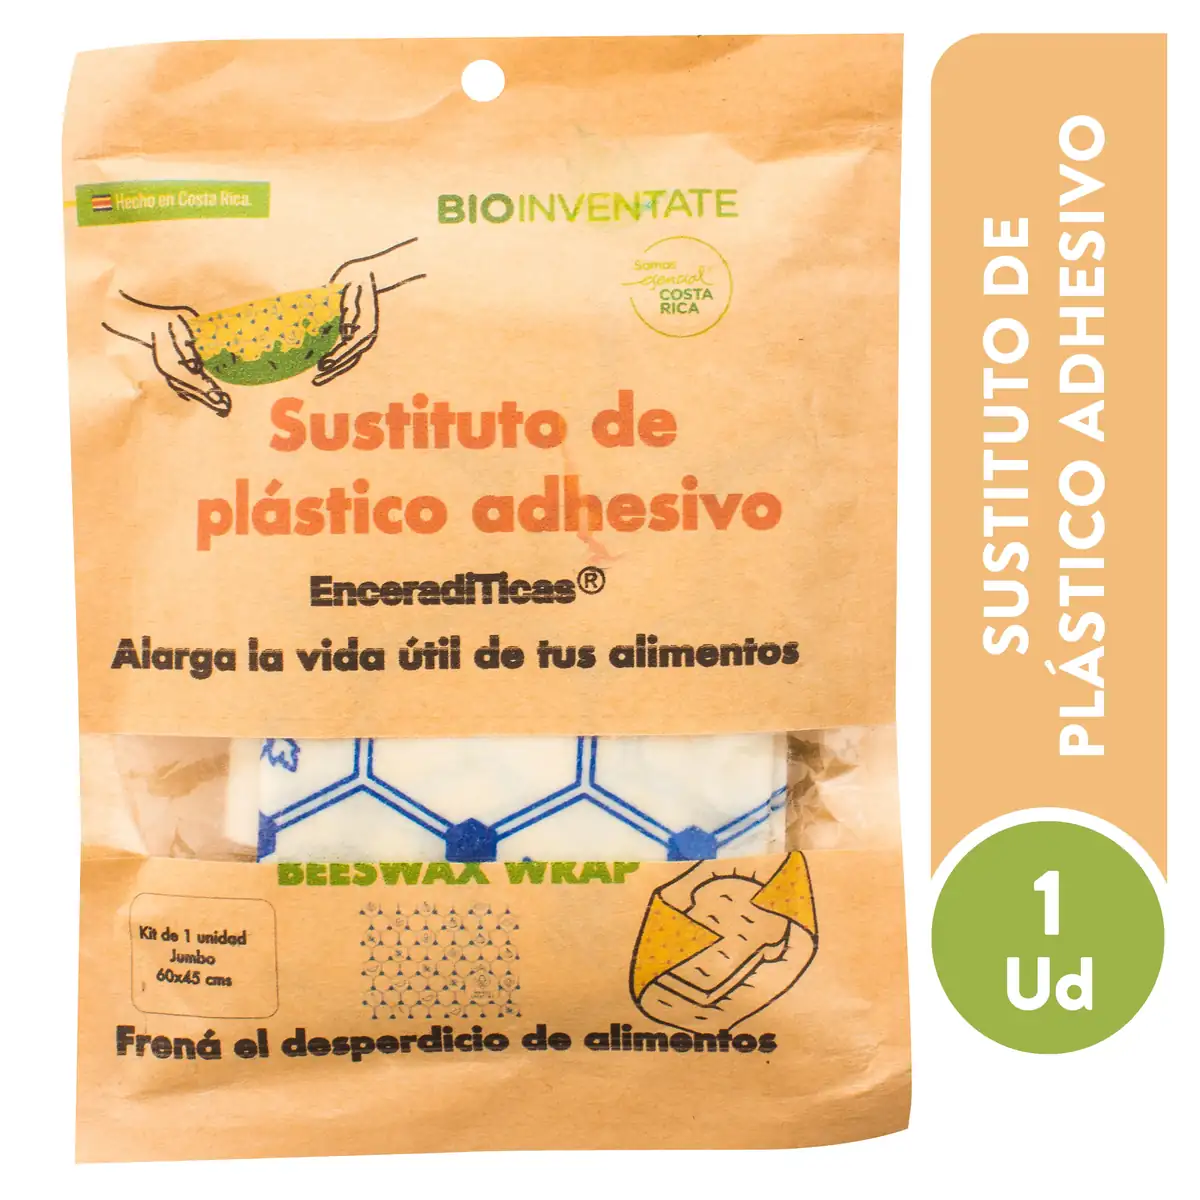 Hecho en Costa Rica.
BIOINVENTATE
Somos
esencial
COSTA
RICA
Sustituto de
plástico adhesivo
EnceradiTicas®
Alarga la vida útil de tus alimentos
BEESWAX WRAP
Kit de 1 unidad
Jumbo
60x45 cms
Frená el desperdicio de alimentos
SUSTITUTO DE
PLÁSTICO ADHESIVO
1
Ud